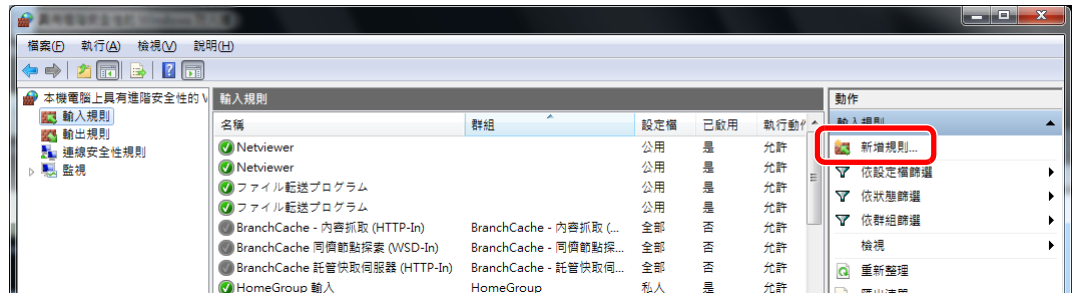 檔案(F) 執行(A) 檢視(V) 說明(H)
本機電腦上具有進階安全性的 W
輸入規則
輸出規則
連線安全性規則
監視
輸入規則
名稱 群組 設定檔 已啟用 執行動作
Netviewer 公用 是 允許
Netviewer 公用 是 允許
ファイル転送プログラム 公用 是 允許
ファイル転送プログラム 公用 是 允許
BranchCache - 內容抓取 (HTTP-In) BranchCache - 內容抓取 (... 全部 否 允許
BranchCache 同儕節點探索 (WSD-In) BranchCache - 同儕節點探... 全部 否 允許
BranchCache 託管快取伺服器 (HTTP-In) BranchCache - 託管快取伺... 全部 否 允許
HomeGroup 輸入 HomeGroup 私人 是 允許
動作
輸入規則
新增規則...
依設定檔篩選
依狀態篩選
依群組篩選
檢視
重新整理